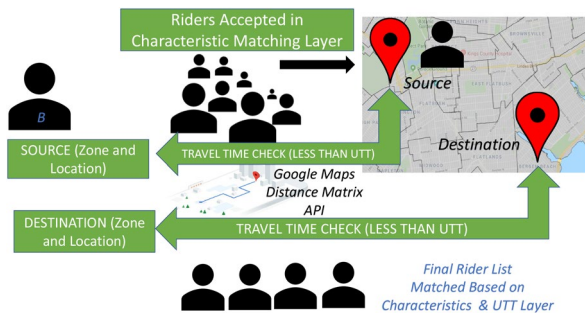 Riders Accepted in
Characteristic Matching Layer
Source
B
Destination
SOURCE (Zone and
Location)
TRAVEL TIME CHECK (LESS THAN UTT)
Google Maps
Distance Matrix
API
DESTINATION (Zone
and Location)
TRAVEL TIME CHECK (LESS THAN UTT)
Final Rider List
Matched Based on
Characteristics & UTT Layer